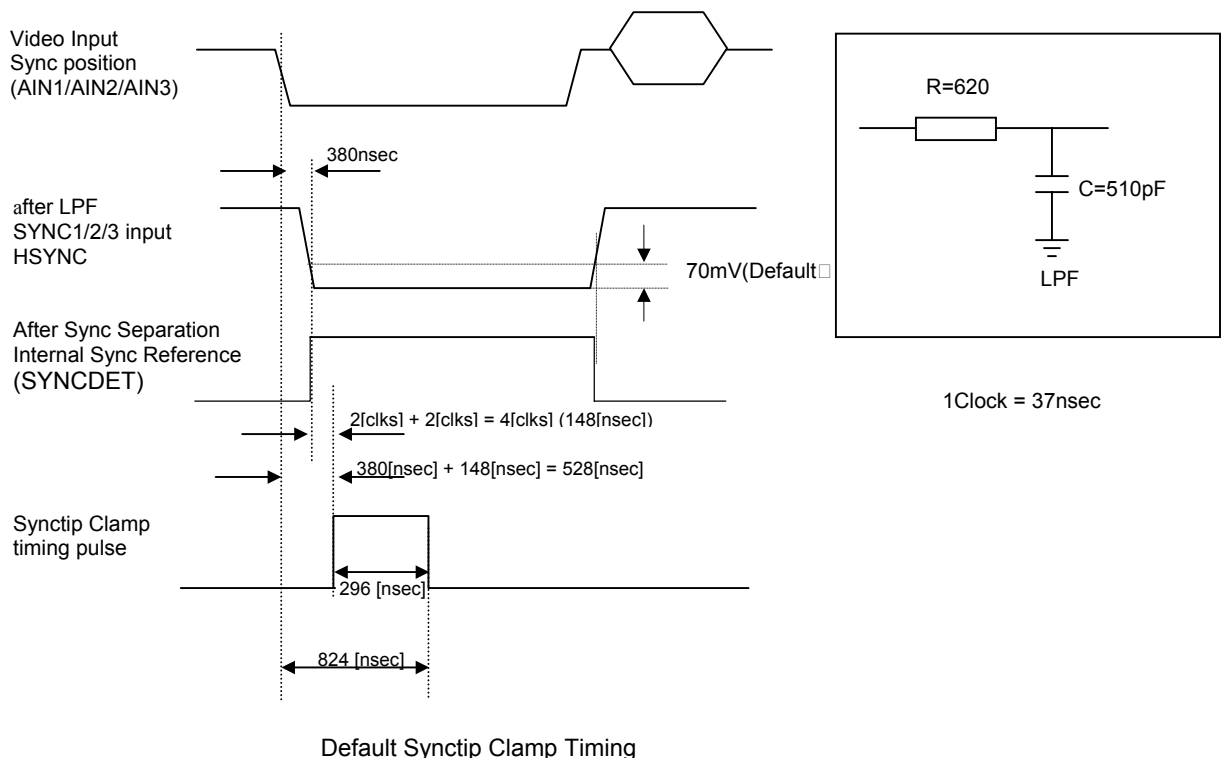 Video Input
Sync position
(AIN1/AIN2/AIN3)
380nsec
after LPF
SYNC1/2/3 input
HSYNC
70mV(Default□
After Sync Separation
Internal Sync Reference
(SYNCDET)
2[clks] + 2[clks] = 4[clks] (148[nsec])
380[nsec] + 148[nsec] = 528[nsec]
Synctip Clamp
timing pulse
296 [nsec]
824 [nsec]
Default Synctip Clamp Timing
R=620
C=510pF
LPF
1Clock = 37nsec